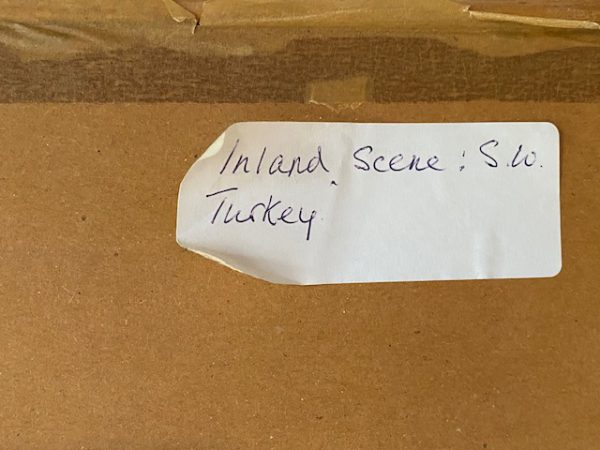 Inland Scene : S.W.
Turkey.